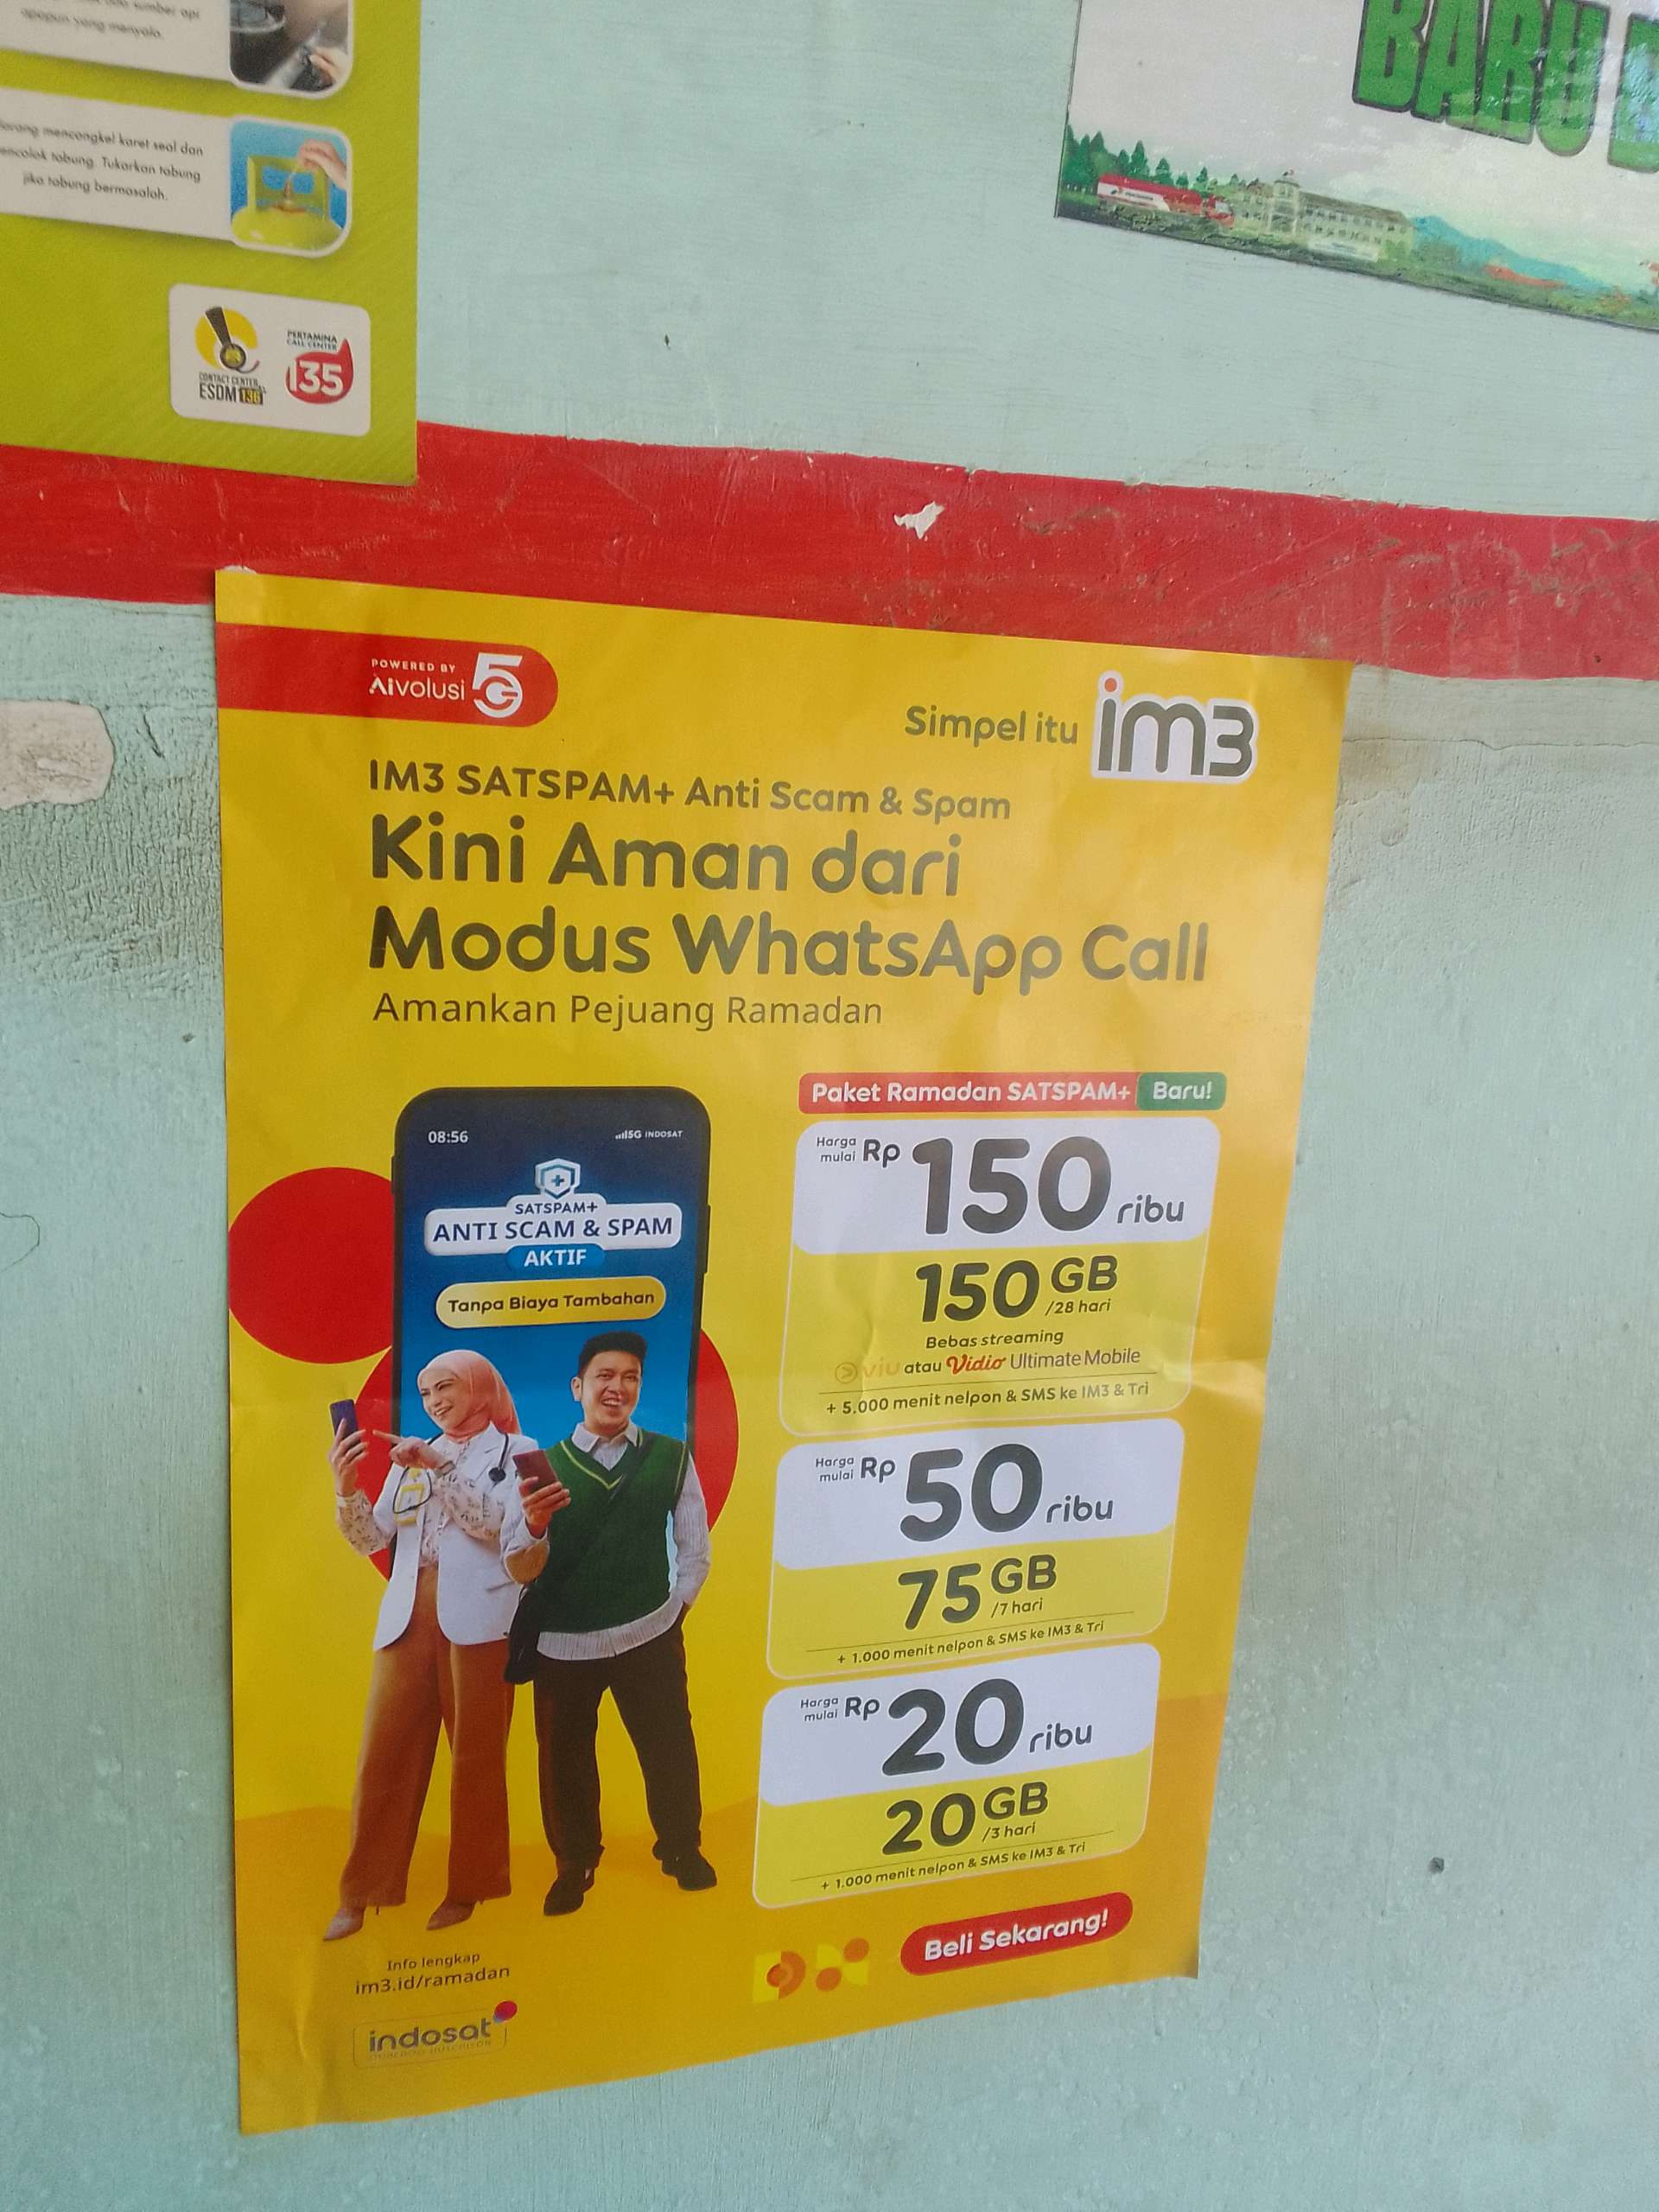 sumber api
apapun yang menyala.
mencongkel karet seal dan
tabung. Tukarkan tabung
jika tabung bermasalah.
CONTACT CENTER
ESDM 136
PERTAMINA
CALL CENTER
135
BARU
POWERED BY
AIvolusi 5G
Simpel itu im3
IM3 SATSPAM+ Anti Scam & Spam
Kini Aman dari
Modus WhatsApp Call
Amankan Pejuang Ramadan
08:56
5G INDOSAT
SATSPAM+
ANTI SCAM & SPAM
AKTIF
Tanpa Biaya Tambahan
Paket Ramadan SATSPAM+ Baru!
Harga mulai Rp 150 ribu
150 GB /28 hari
Bebas streaming
viu atau Vidio Ultimate Mobile
+ 5.000 menit nelpon & SMS ke IM3 & Tri
Harga mulai Rp 50 ribu
75 GB /7 hari
+ 1.000 menit nelpon & SMS ke IM3 & Tri
Harga mulai Rp 20 ribu
20 GB /3 hari
+ 1.000 menit nelpon & SMS ke IM3 & Tri
Beli Sekarang!
Info lengkap
im3.id/ramadan
indosat